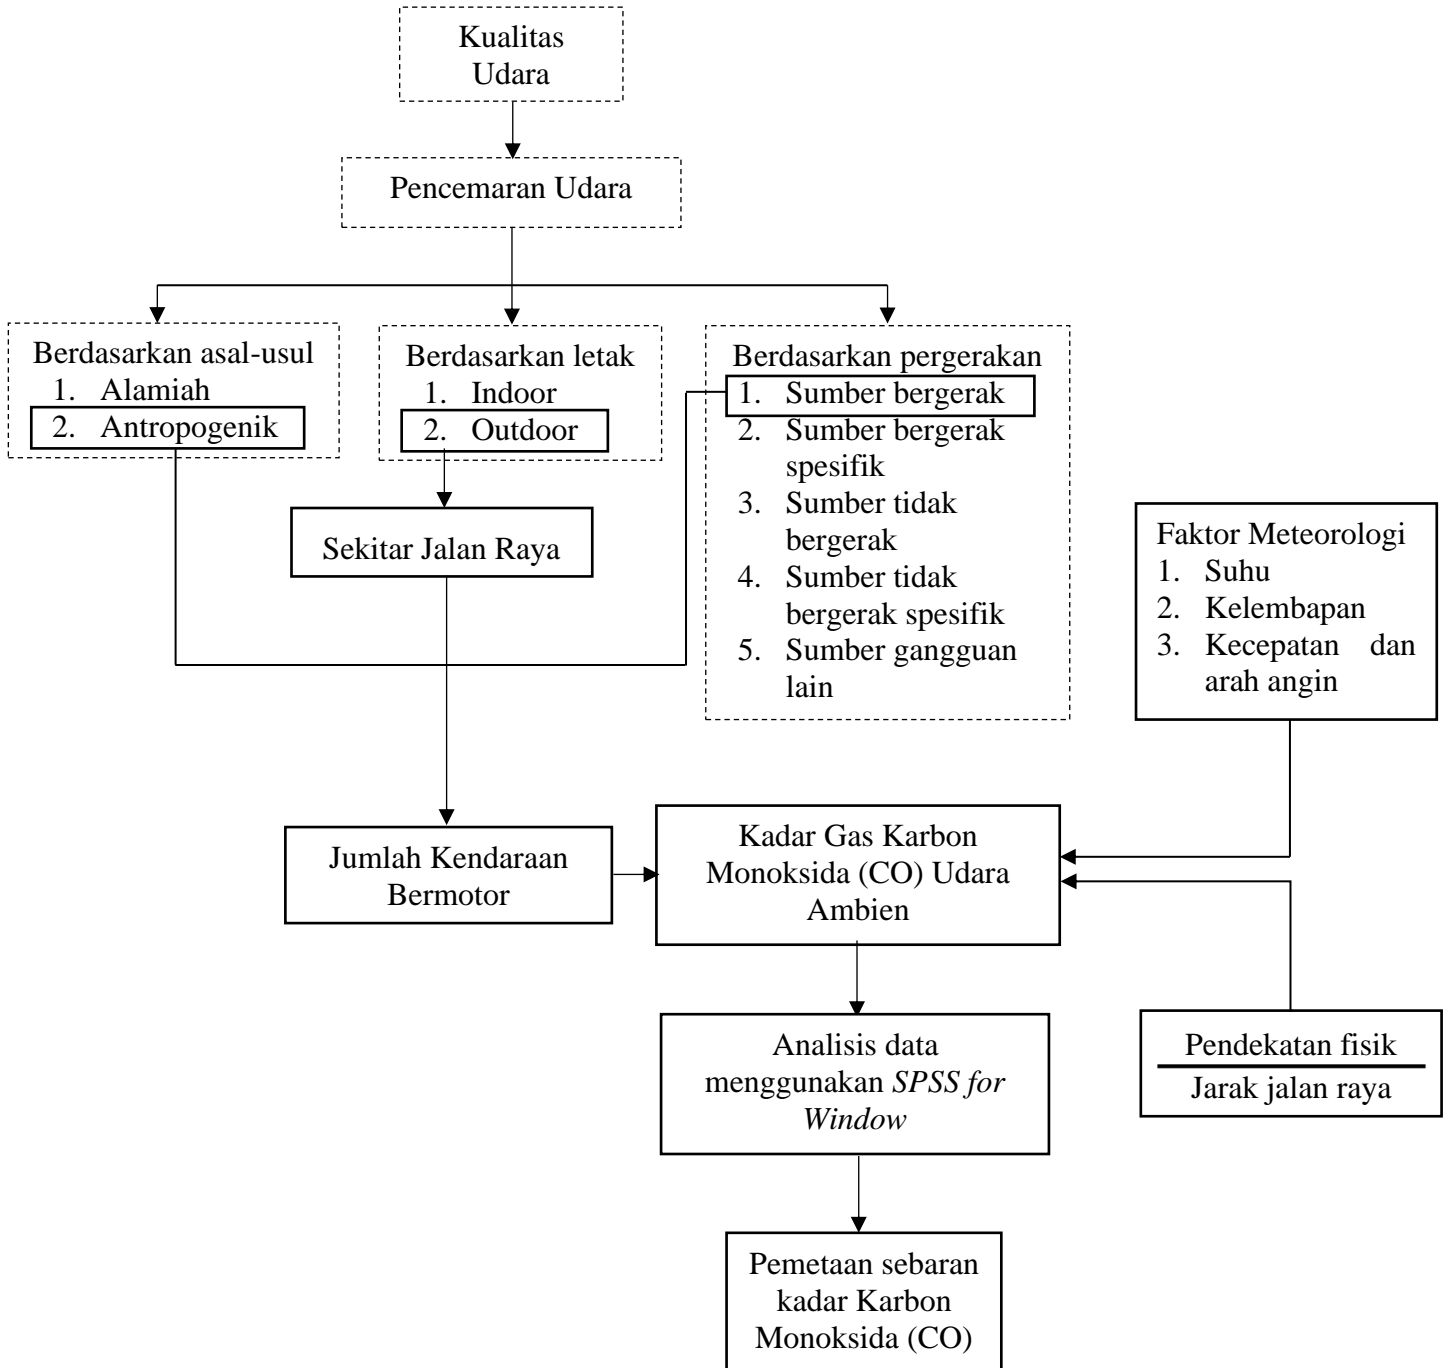 Kualitas
Udara
Pencemaran Udara
Berdasarkan asal-usul
1. Alamiah
2. Antropogenik
Berdasarkan letak
1. Indoor
2. Outdoor
Berdasarkan pergerakan
1. Sumber bergerak
2. Sumber bergerak
spesifik
3. Sumber tidak
bergerak
4. Sumber tidak
bergerak spesifik
5. Sumber gangguan
lain
Sekitar Jalan Raya
Faktor Meteorologi
1. Suhu
2. Kelembapan
3. Kecepatan dan
arah angin
Jumlah Kendaraan
Bermotor
Kadar Gas Karbon
Monoksida (CO) Udara
Ambien
Analisis data
menggunakan SPSS for
Window
Pendekatan fisik
Jarak jalan raya
Pemetaan sebaran
kadar Karbon
Monoksida (CO)